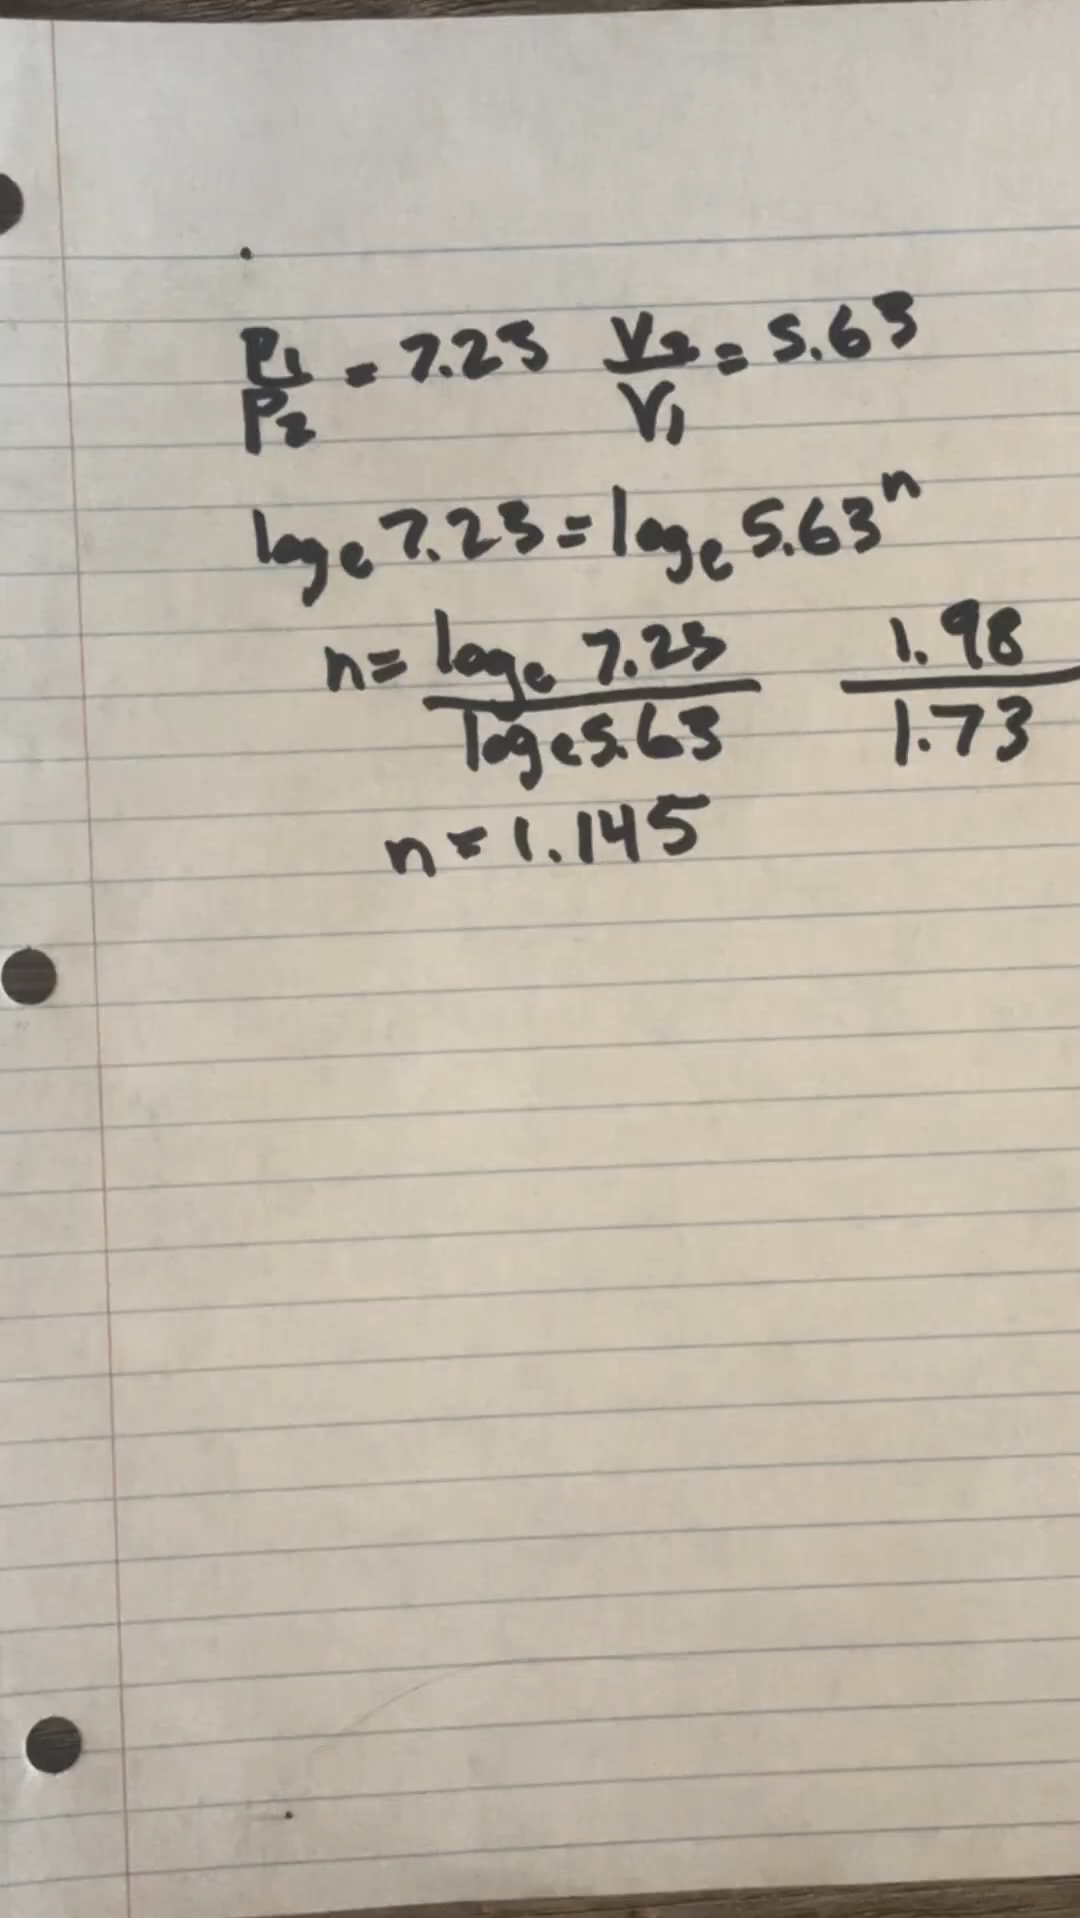 P1/P2 = 7.23 V2/V1 = 5.63
loge 7.23 = loge 5.63^n
n = loge 7.23 / loge 5.63 1.98 / 1.73
n = 1.145